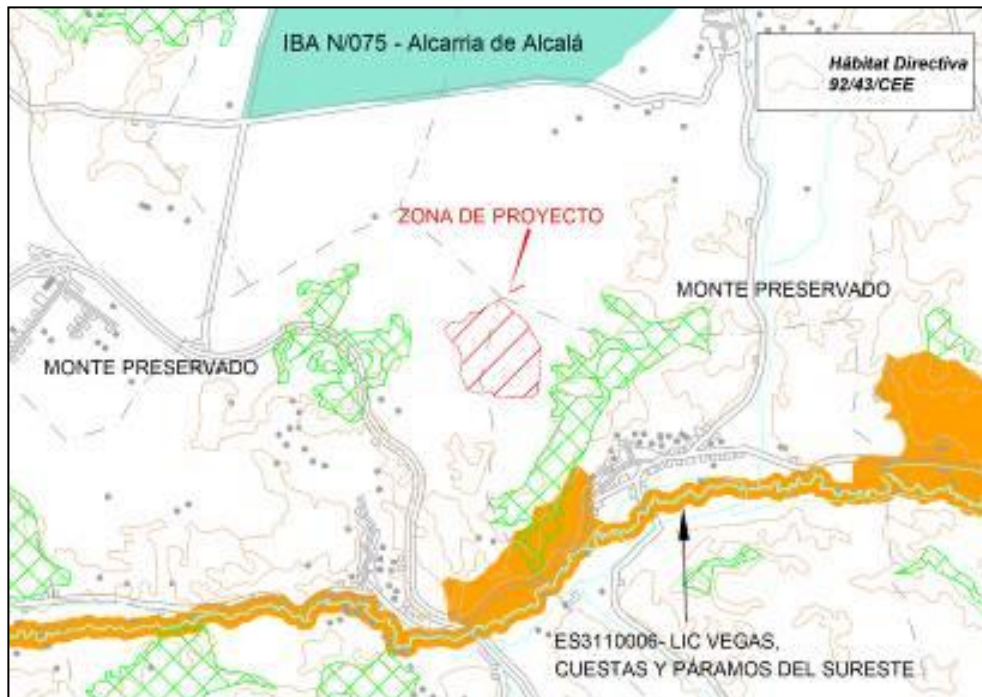 IBA N/075 - Alcarria de Alcalá
Hábitat Directiva
92/43/CEE
ZONA DE PROYECTO
MONTE PRESERVADO
MONTE PRESERVADO
ES3110006- LIC VEGAS,
CUESTAS Y PÁRAMOS DEL SURESTE